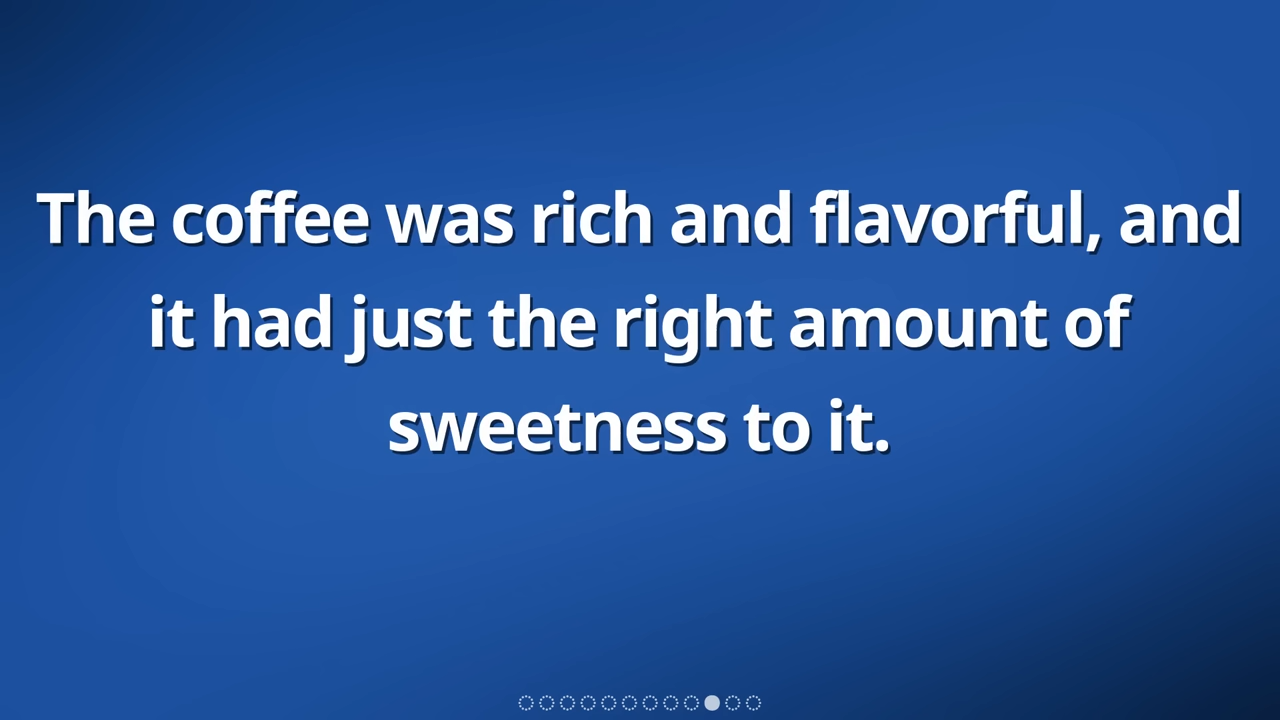 The coffee was rich and flavorful, and
it had just the right amount of
sweetness to it.